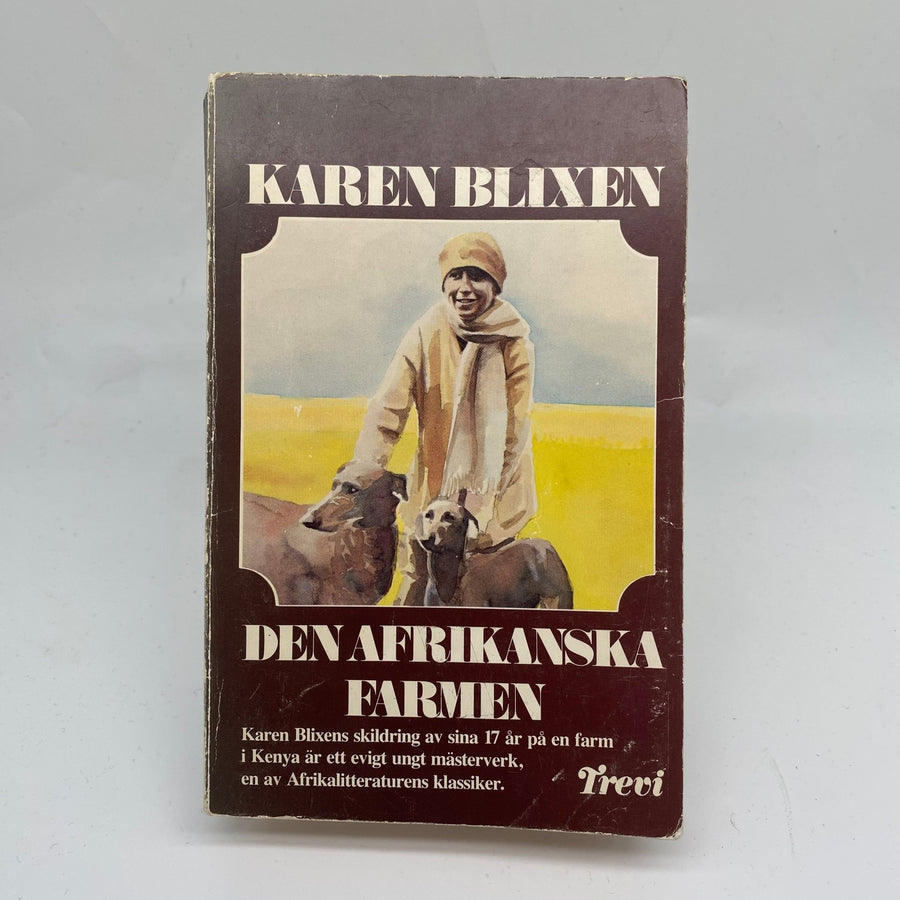 KAREN BLIXEN
DEN AFRIKANSKA
FARMEN
Karen Blixens skildring av sina 17 år på en farm
i Kenya är ett evigt ungt mästerverk,
en av Afrikalitteraturens klassiker.
Trevi